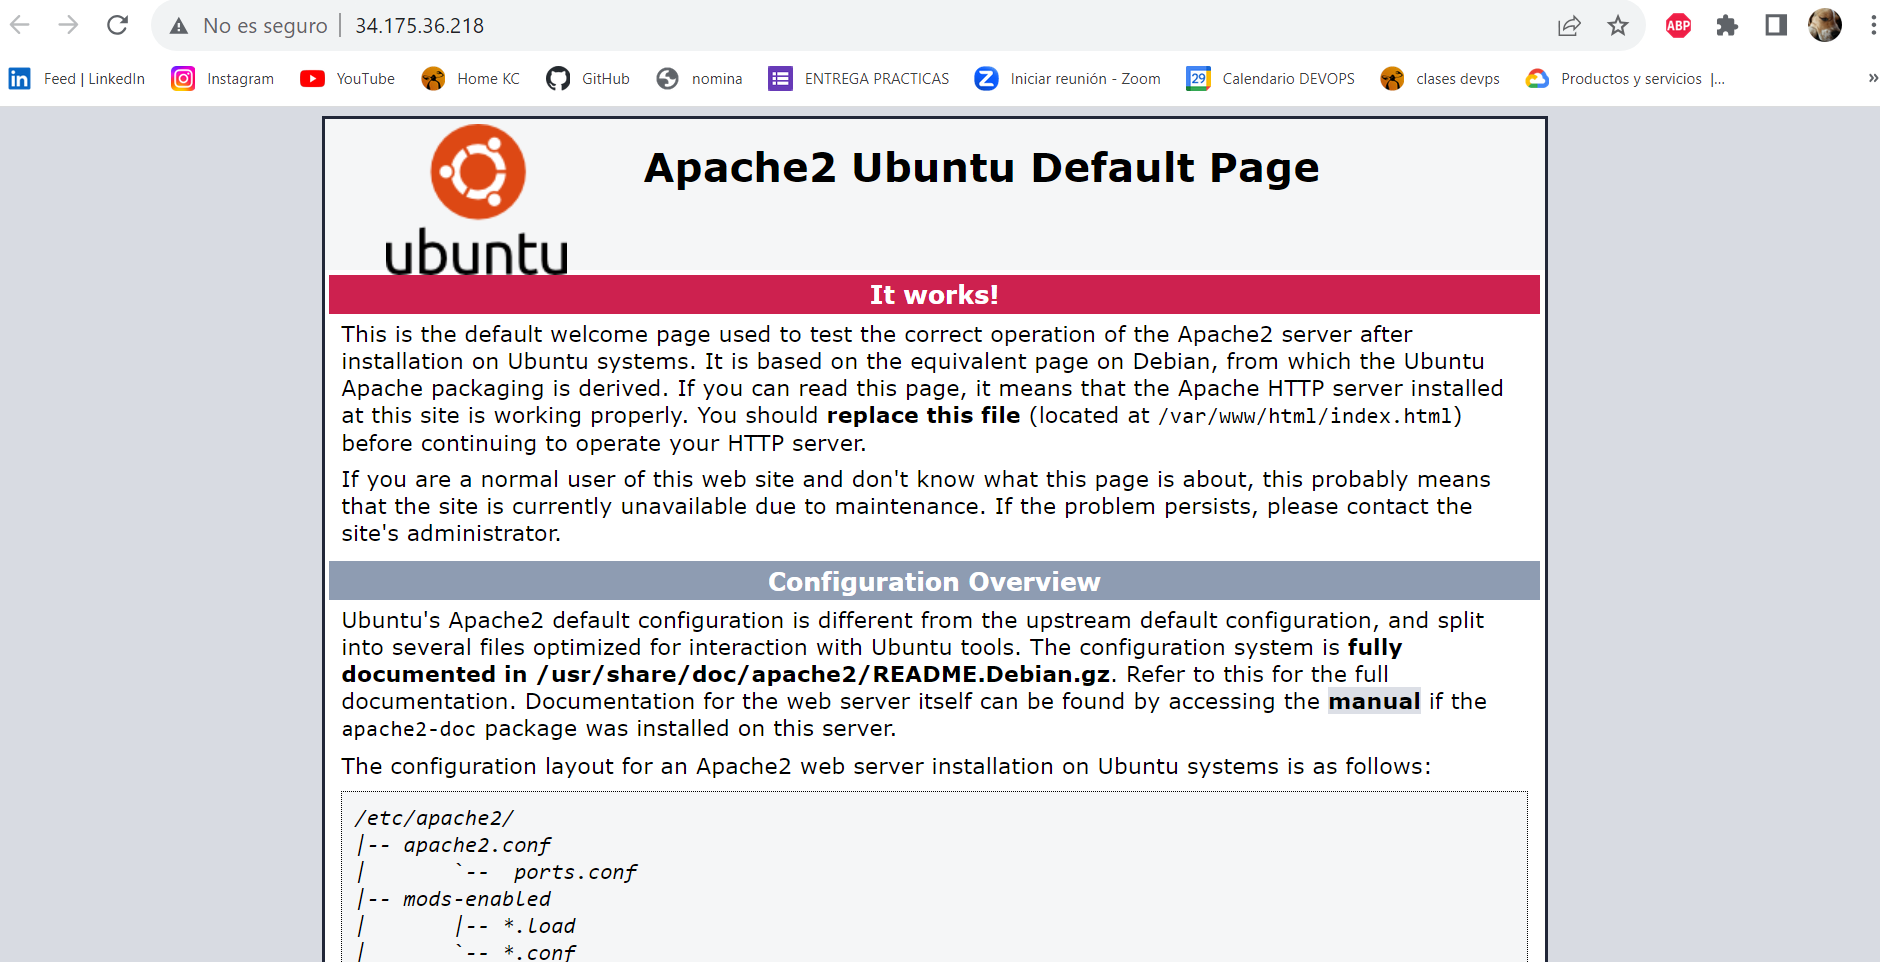 No es seguro | 34.175.36.218
ABP
Feed | LinkedIn Instagram YouTube Home KC GitHub nomina ENTREGA PRACTICAS Iniciar reunión - Zoom 29 Calendario DEVOPS clases devps Productos y servicios |... »
ubuntu
Apache2 Ubuntu Default Page
It works!
This is the default welcome page used to test the correct operation of the Apache2 server after
installation on Ubuntu systems. It is based on the equivalent page on Debian, from which the Ubuntu
Apache packaging is derived. If you can read this page, it means that the Apache HTTP server installed
at this site is working properly. You should replace this file (located at /var/www/html/index.html)
before continuing to operate your HTTP server.
If you are a normal user of this web site and don't know what this page is about, this probably means
that the site is currently unavailable due to maintenance. If the problem persists, please contact the
site's administrator.
Configuration Overview
Ubuntu's Apache2 default configuration is different from the upstream default configuration, and split
into several files optimized for interaction with Ubuntu tools. The configuration system is fully
documented in /usr/share/doc/apache2/README.Debian.gz. Refer to this for the full
documentation. Documentation for the web server itself can be found by accessing the manual if the
apache2-doc package was installed on this server.
The configuration layout for an Apache2 web server installation on Ubuntu systems is as follows:
/etc/apache2/
|-- apache2.conf
|       `--  ports.conf
|-- mods-enabled
|       |-- *.load
|       `-- *.conf